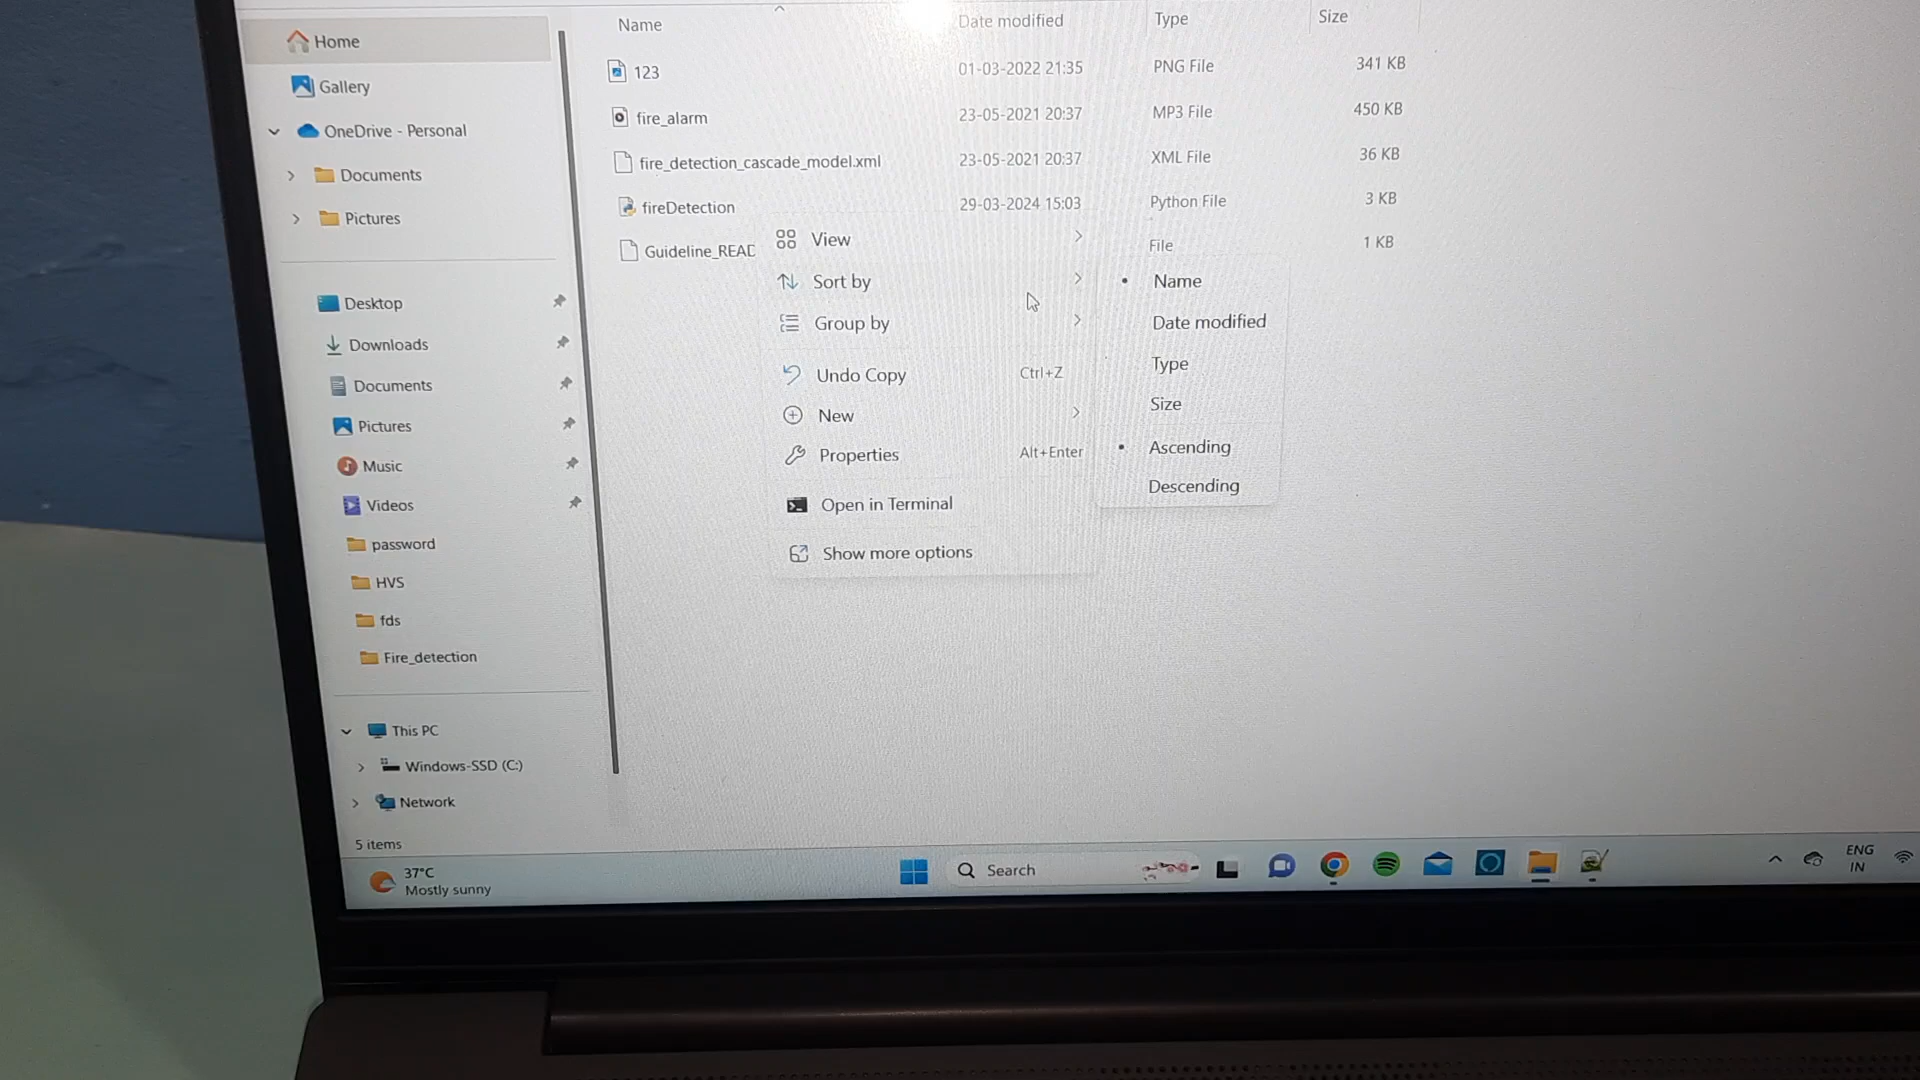 Name Date modified Type Size
Home
Gallery
OneDrive - Personal
Documents
Pictures
Desktop
Downloads
Documents
Pictures
Music
Videos
password
HVS
fds
Fire_detection
This PC
Windows-SSD (C:)
Network
5 items
123 01-03-2022 21:35 PNG File 341 KB
fire_alarm 23-05-2021 20:37 MP3 File 450 KB
fire_detection_cascade_model.xml 23-05-2021 20:37 XML File 36 KB
fireDetection 29-03-2024 15:03 Python File 3 KB
Guideline_READ File 1 KB
View
Sort by
Group by
Undo Copy Ctrl+Z
New
Properties Alt+Enter
Open in Terminal
Show more options
Name
Date modified
Type
Size
Ascending
Descending
37°C
Mostly sunny
Search
ENG
IN